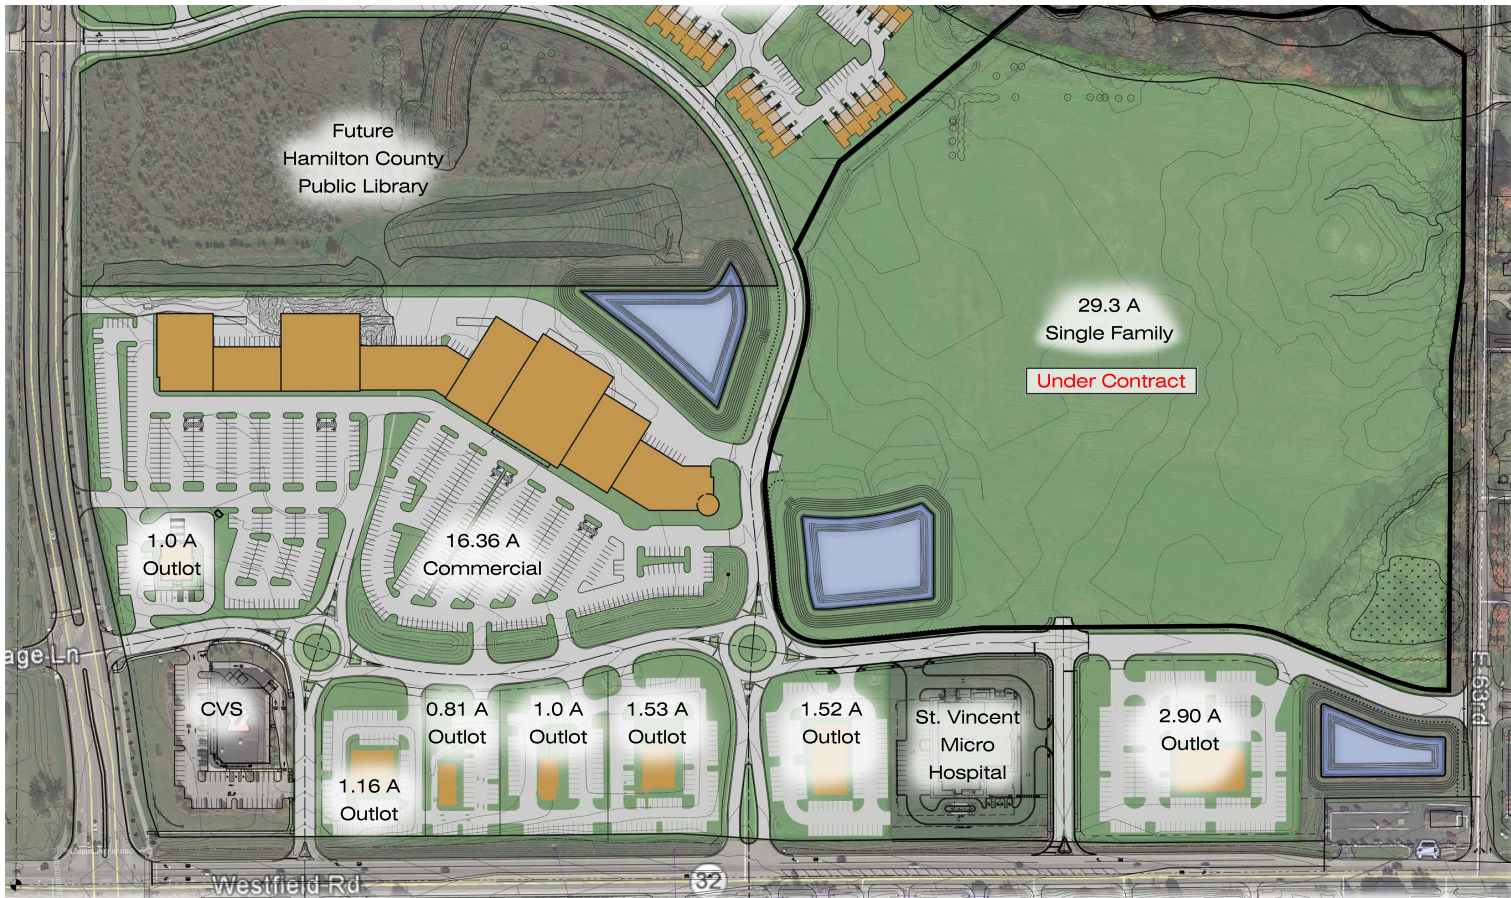 Future
Hamilton County
Public Library
29.3 A
Single Family
Under Contract
1.0 A
Outlot
16.36 A
Commercial
age Ln
CVS
1.16 A
Outlot
0.81 A
Outlot
1.0 A
Outlot
1.53 A
Outlot
1.52 A
Outlot
St. Vincent
Micro
Hospital
2.90 A
Outlot
E 163rd
Westfield Rd
32